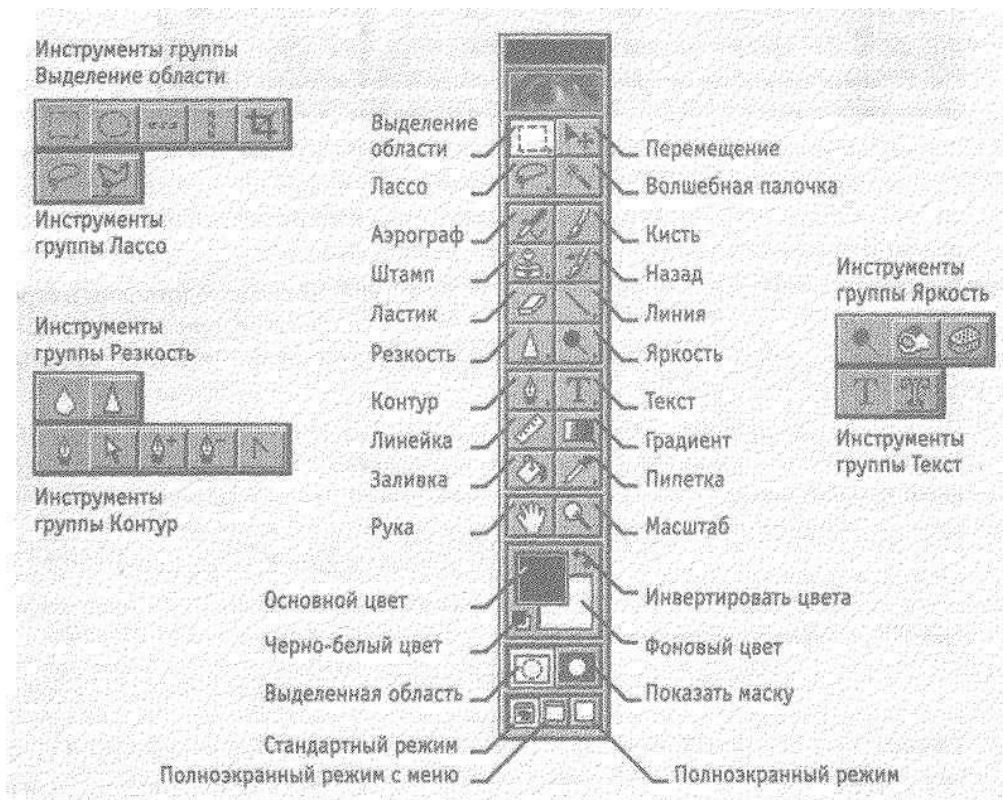 Инструменты группы
Выделение области
Инструменты
группы Лассо
Инструменты
группы Резкость
Инструменты
группы Контур
Выделение
области
Перемещение
Лассо
Волшебная палочка
Аэрограф
Кисть
Штамп
Назад
Ластик
Линия
Резкость
Яркость
Контур
Текст
Линейка
Градиент
Заливка
Пипетка
Рука
Масштаб
Основной цвет
Инвертировать цвета
Черно-белый цвет
Фоновый цвет
Выделенная область
Показать маску
Стандартный режим
Полноэкранный режим с меню
Полноэкранный режим
Инструменты
группы Яркость
Инструменты
группы Текст